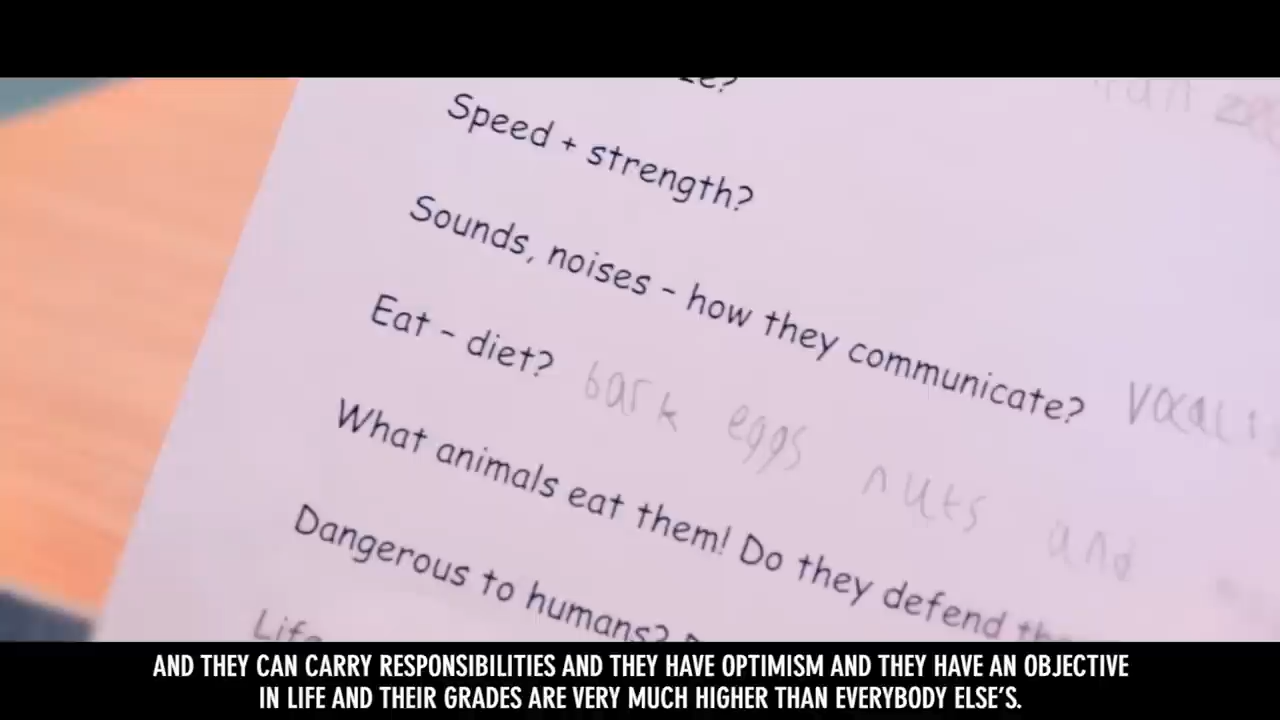 Speed + strength?
Sounds, noises - how they communicate?
Eat - diet? bark eggs nuts and
What animals eat them! Do they defend
Dangerous to humans?
Life
AND THEY CAN CARRY RESPONSIBILITIES AND THEY HAVE OPTIMISM AND THEY HAVE AN OBJECTIVE
IN LIFE AND THEIR GRADES ARE VERY MUCH HIGHER THAN EVERYBODY ELSE'S.